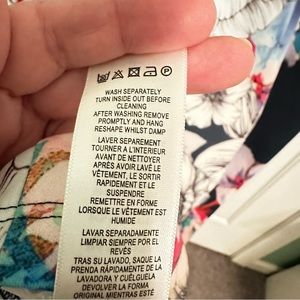 WASH SEPARATELY
TURN INSIDE OUT BEFORE
CLEANING
AFTER WASHING REMOVE
PROMPTLY AND HANG
RESHAPE WHILST DAMP
LAVER SEPAREMENT
TOURNER A L'INTERIEUR
AVANT DE NETTOYER
APRÈS AVOIR LAVÉ LE
VÊTEMENT, LE SORTIR
RAPIDEMENT ET LE
SUSPENDRE
REMETTRE EN FORME
LORSQUE LE VÊTEMENT EST
HUMIDE
LAVAR SEPARADAMENTE
LIMPIAR SIEMPRE POR EL
REVÉS
TRAS SU LAVADO, SAQUE LA
PRENDA RÁPIDAMENTE DE LA
LAVADORA Y CUÉLGUELA
DEVOLVER LA FORMA
ORIGINAL MIENTRAS ESTÉ